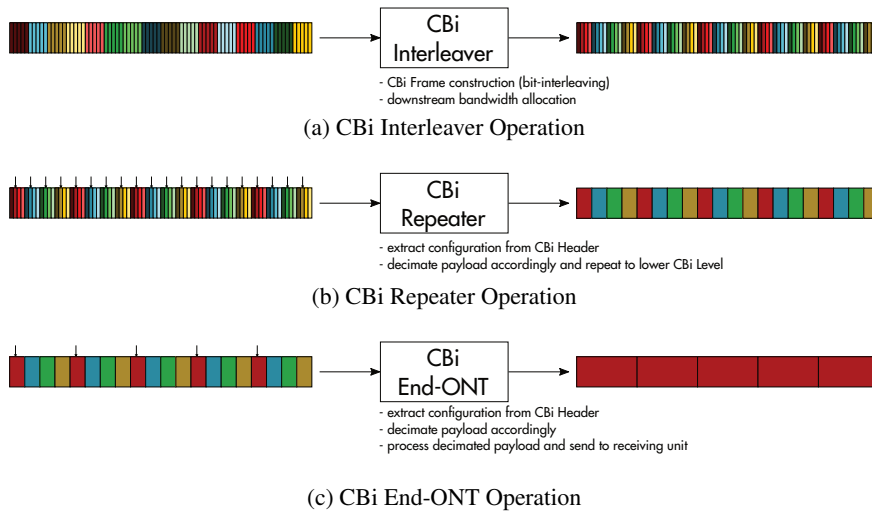 CBi
Interleaver
- CBi Frame construction (bit-interleaving)
- downstream bandwidth allocation
(a) CBi Interleaver Operation
CBi
Repeater
- extract configuration from CBi Header
- decimate payload accordingly and repeat to lower CBi Level
(b) CBi Repeater Operation
CBi
End-ONT
- extract configuration from CBi Header
- decimate payload accordingly
- process decimated payload and send to receiving unit
(c) CBi End-ONT Operation